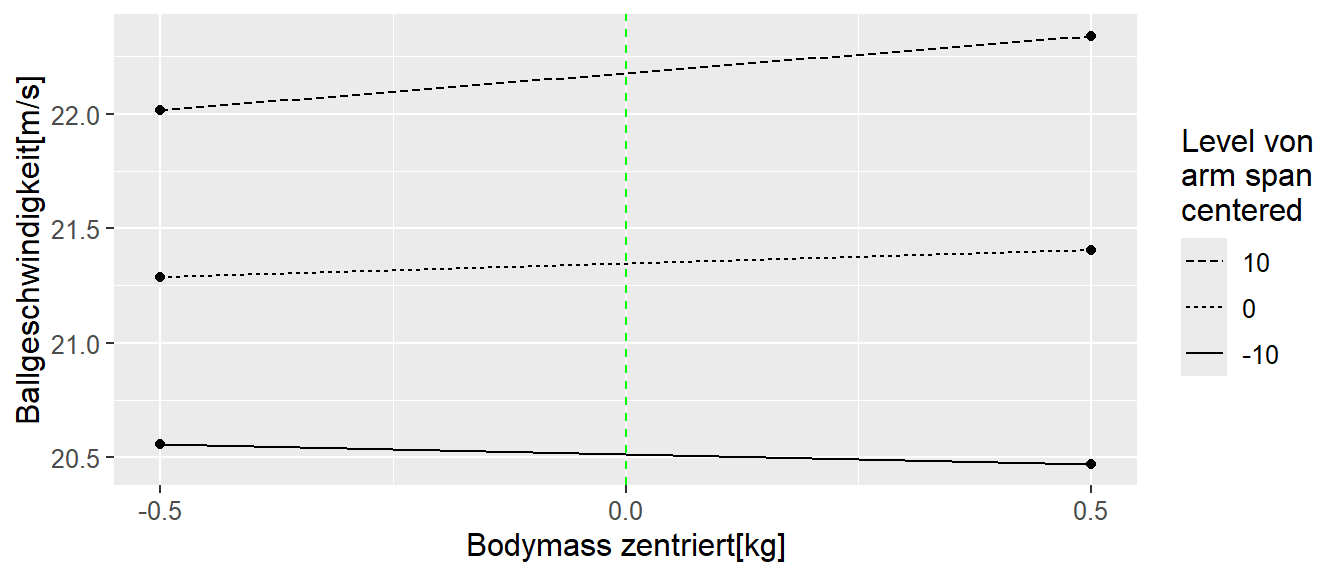 Ballgeschwindigkeit[m/s]
22.0
21.5
21.0
20.5
-0.5
0.0
0.5
Bodymass zentriert[kg]
Level von
arm span
centered
10
0
-10